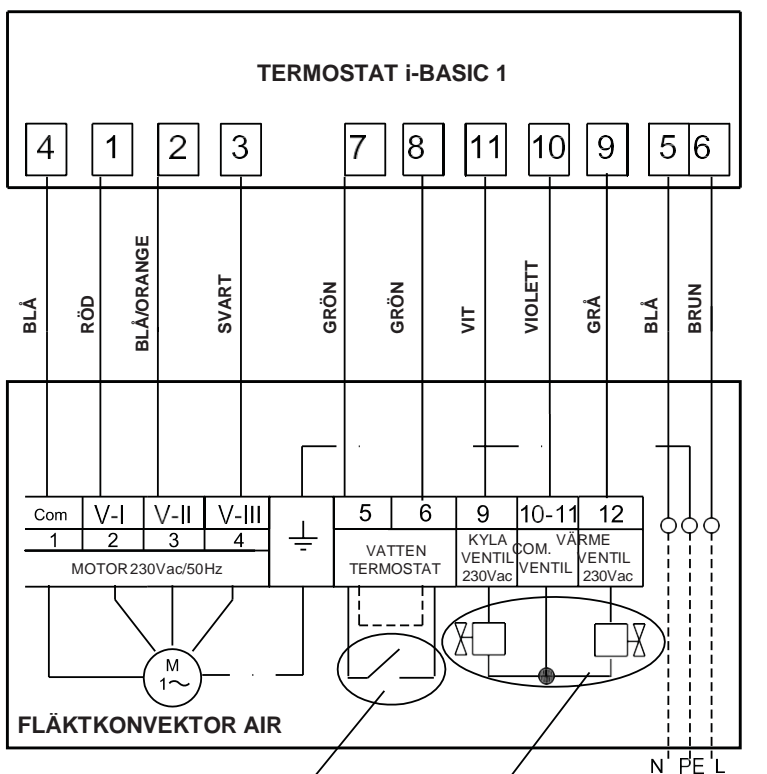 TERMOSTAT i-BASIC 1
4 1 2 3 7 8 11 10 9 5 6
BLÅ
RÖD
BLÅ/ORANGE
SVART
GRÖN
GRÖN
VIT
VIOLETT
GRÅ
BLÅ
BRUN
Com V-I V-II V-III 5 6 9 10-11 12
1 2 3 4
MOTOR 230Vac/50Hz
VATTEN
TERMOSTAT
KYLA
VENTIL
230Vac
COM.
VENTIL
VÄRME
VENTIL
230Vac
M
1~
FLÄKTKONVEKTOR AIR
N PE L